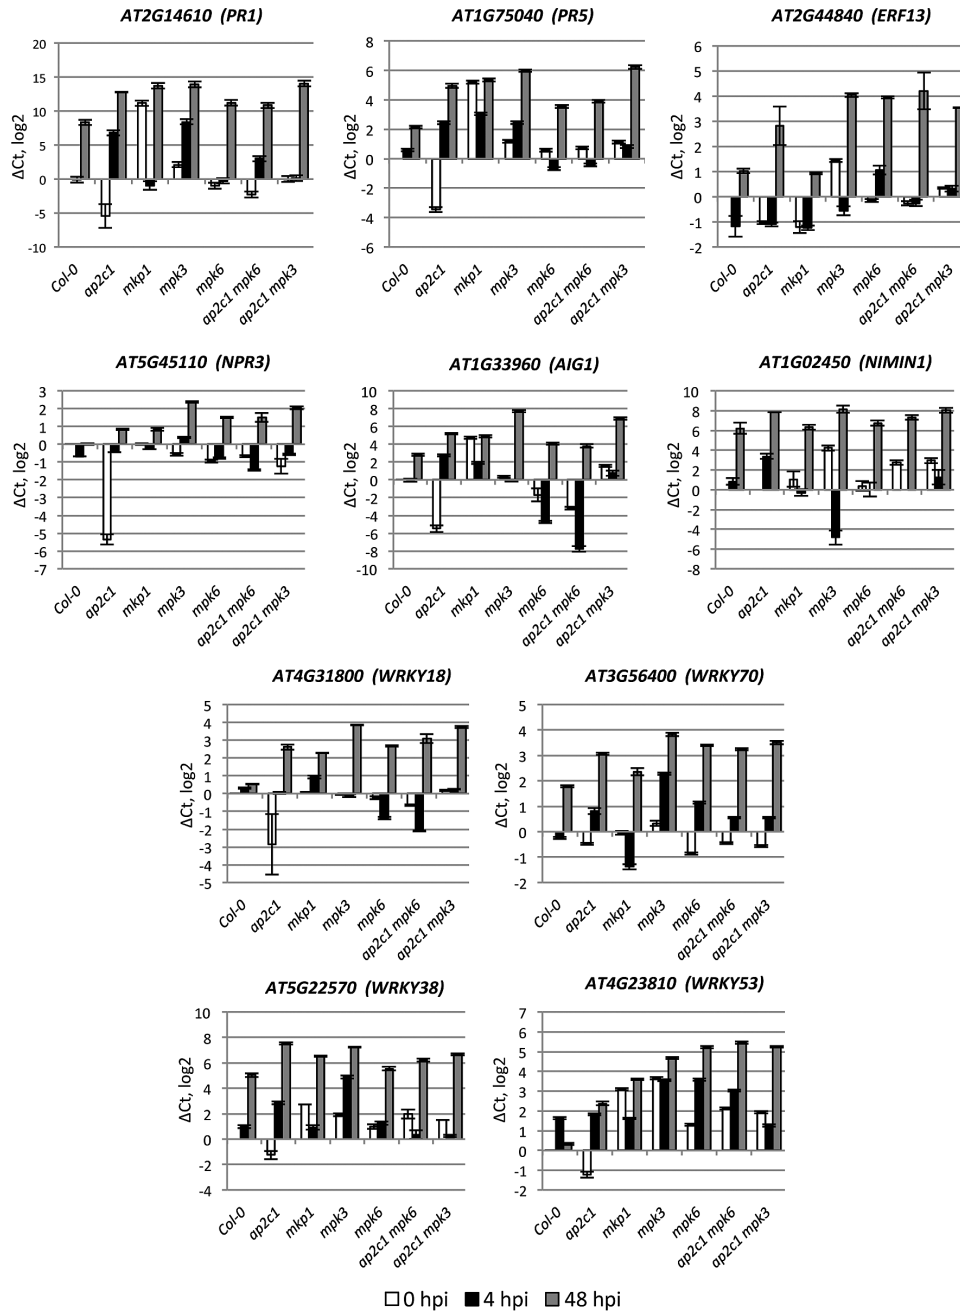 AT2G14610 (PR1)
ΔCt, log2
20
15
10
5
0
-5
-10
Col-0
ap2c1
mkp1
mpk3
mpk6
ap2c1 mpk6
ap2c1 mpk3
AT1G75040 (PR5)
ΔCt, log2
8
6
4
2
0
-2
-4
-6
Col-0
ap2c1
mkp1
mpk3
mpk6
ap2c1 mpk6
ap2c1 mpk3
AT2G44840 (ERF13)
ΔCt, log2
6
5
4
3
2
1
0
-1
-2
Col-0
ap2c1
mkp1
mpk3
mpk6
ap2c1 mpk6
ap2c1 mpk3
AT5G45110 (NPR3)
ΔCt, log2
3
2
1
0
-1
-2
-3
-4
-5
-6
-7
Col-0
ap2c1
mkp1
mpk3
mpk6
ap2c1 mpk6
ap2c1 mpk3
AT1G33960 (AIG1)
ΔCt, log2
10
8
6
4
2
0
-2
-4
-6
-8
-10
Col-0
ap2c1
mkp1
mpk3
mpk6
ap2c1 mpk6
ap2c1 mpk3
AT1G02450 (NIMIN1)
ΔCt, log2
10
8
6
4
2
0
-2
-4
-6
-8
Col-0
ap2c1
mkp1
mpk3
mpk6
ap2c1 mpk6
ap2c1 mpk3
AT4G31800 (WRKY18)
ΔCt, log2
5
4
3
2
1
0
-1
-2
-3
-4
-5
Col-0
ap2c1
mkp1
mpk3
mpk6
ap2c1 mpk6
ap2c1 mpk3
AT3G56400 (WRKY70)
ΔCt, log2
5
4
3
2
1
0
-1
-2
Col-0
ap2c1
mkp1
mpk3
mpk6
ap2c1 mpk6
ap2c1 mpk3
AT5G22570 (WRKY38)
ΔCt, log2
10
8
6
4
2
0
-2
-4
Col-0
ap2c1
mkp1
mpk3
mpk6
ap2c1 mpk6
ap2c1 mpk3
AT4G23810 (WRKY53)
ΔCt, log2
7
6
5
4
3
2
1
0
-1
-2
Col-0
ap2c1
mkp1
mpk3
mpk6
ap2c1 mpk6
ap2c1 mpk3
0 hpi 4 hpi 48 hpi